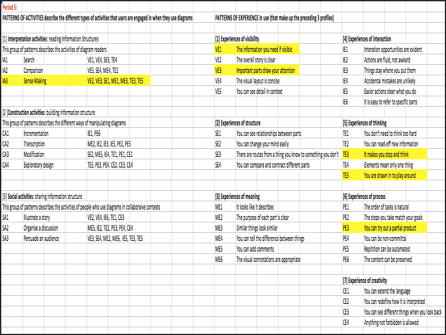 Period 5:
PATTERNS OF ACTIVITIES describe the different types of activities that users are engaged in when they use diagrams
PATTERNS OF EXPERIENCE in use (that make up the preceding 3 profiles)
[1] Interpretation activities: reading information structures
This group of patterns describes the activities of diagram readers
IA1 Search VE1, VE4, SE3, TE4
IA2 Comparison VE5, SE4, ME4, TE2
IA3 Sense-Making VE2, VE3, SE1, ME1, ME3, TE3, TE5
[2] Construction activities: building information structure
This group of patterns describes the different ways of manipulating diagrams
CA1 Incrementation IE1, PE6
CA2 Transcription ME2, IE2, IE3, IE5, PE2, PE5
CA3 Modification SE2, ME5, IE4, TE1, PE1, CE1
CA4 Exploratory design TE5, PE3, PE4, CE2, CE3, CE4
[3] Social activities: sharing information structure
This group of patterns describes the activities of people who use diagrams in collaborative contexts
SA1 Illustrate a story VE2, VE4, IE6, TE1, CE3
SA2 Organise a discussion ME5, IE2, TE2, PE3, PE4, CE4
SA3 Persuade an audience VE3, SE4, ME2, ME6, IE5, TE3, TE5
[1] Experiences of visibility
VE1 The information you need if visible
VE2 The overall story is clear
VE3 Important parts draw your attention
VE4 The visual layout is concise
VE5 You can see detail in context
[2] Experiences of structure
SE1 You can see relationships between parts
SE2 You can change your mind easily
SE3 There are routes from a thing you know to something you don't
SE4 You can compare and contrast different parts
[3] Experiences of meaning
ME1 It looks like it describes
ME2 The purpose of each part is clear
ME3 Similar things look similar
ME4 You can tell the difference between things
ME5 You can add comments
ME6 The visual connotations are appropriate
[4] Experiences of interaction
IE1 Interaction opportunities are evident
IE2 Actions are fluid, not awkard
IE3 Things stay where you put them
IE4 Accidental mistakes are unlikely
IE5 Easier actions steer what you do
IE6 It is easy to refer to specific parts
[5] Experiences of thinking
TE1 You don't need to think too hard
TE2 You can read-off new information
TE3 It makes you stop and think
TE4 Elements mean only one thing
TE5 You are drawn in to play around
[6] Experiences of process
PE1 The order of tasks is natural
PE2 The steps you take match your goals
PE3 You can try out a partial product
PE4 You can be non-committal
PE5 Repitition can be automated
PE6 The content can be preserved
[7] Experience of creativity
CE1 You can extend the language
CE2 You can redefine how it is interpreted
CE3 You can see different things when you look back
CE4 Anything not forbidden is allowed